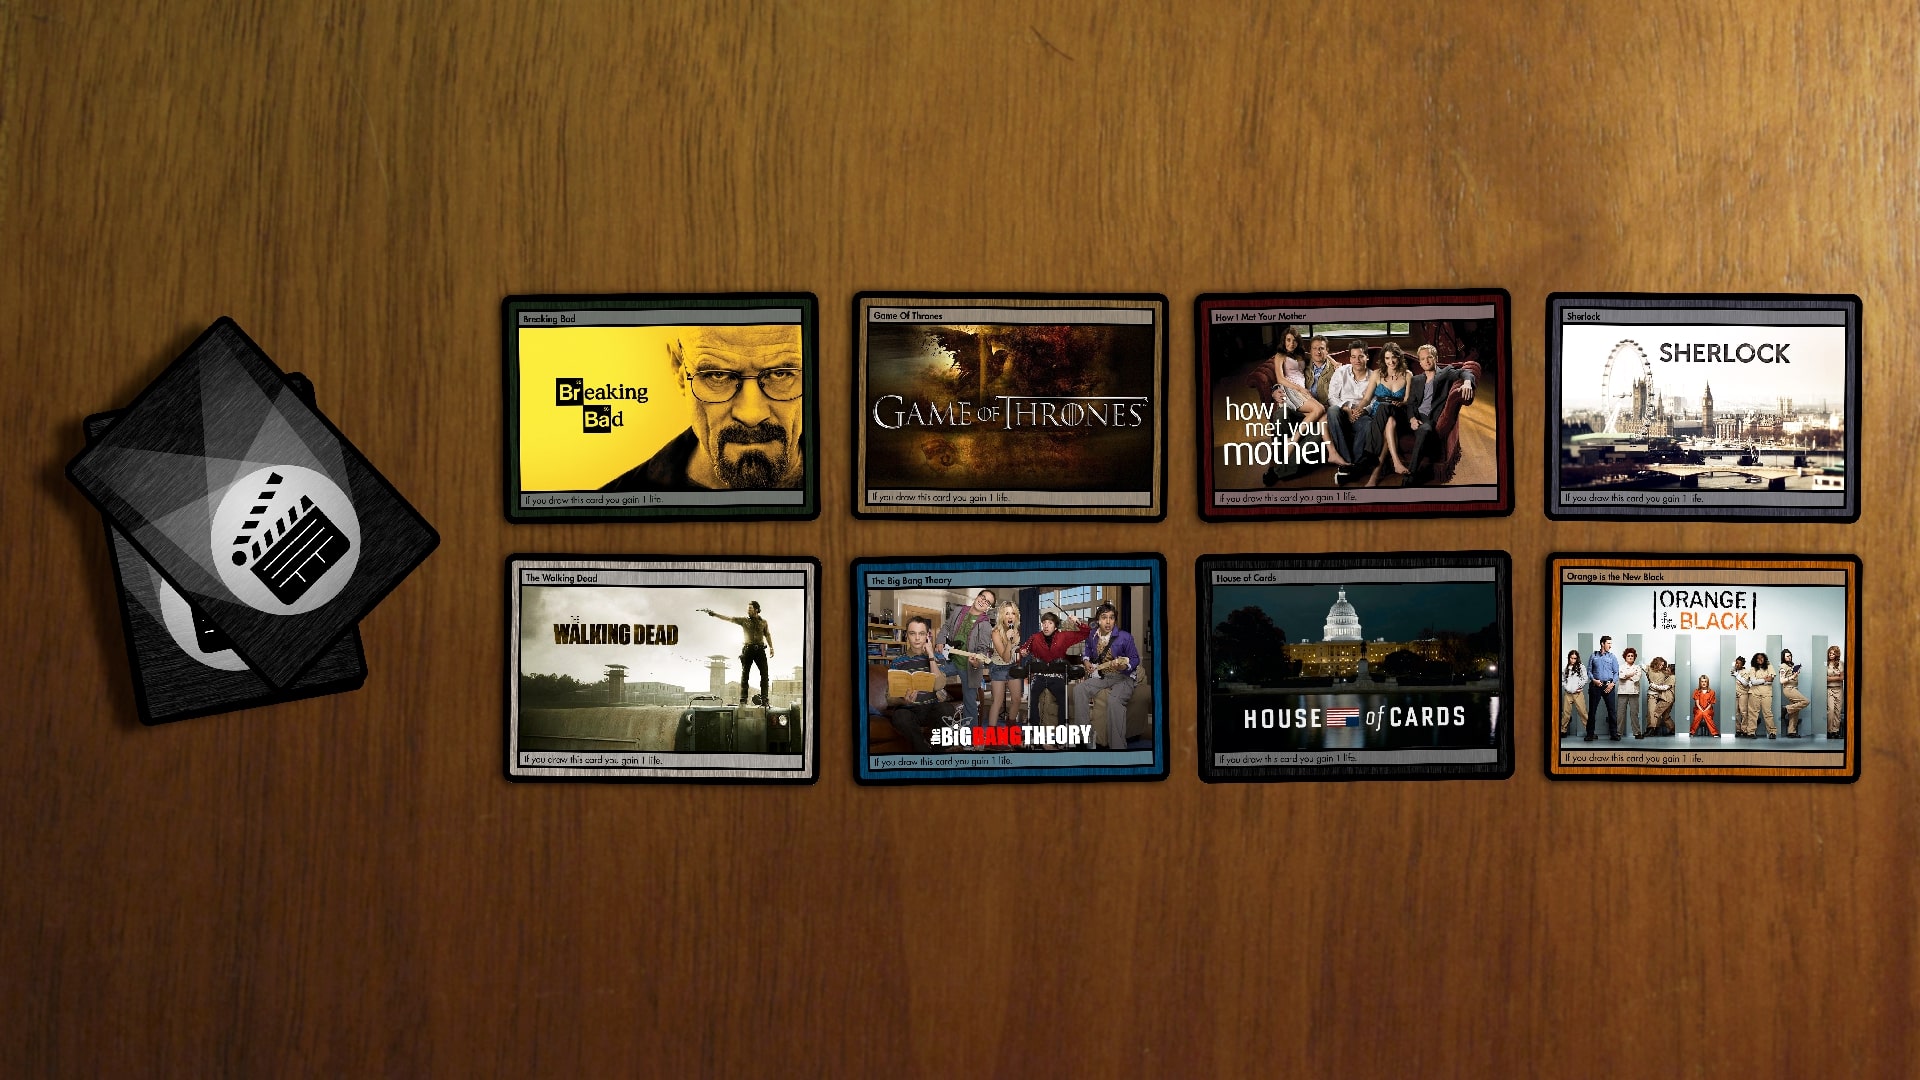 Breaking Bad
Breaking
Bad
If you draw this card you gain 1 life.
Game Of Thrones
GAME OF THRONES
If you draw this card you gain 1 life.
How I Met Your Mother
how i
met your
mother
If you draw this card you gain 1 life.
Sherlock
SHERLOCK
If you draw this card you gain 1 life.
The Walking Dead
THE
WALKING DEAD
If you draw this card you gain 1 life.
The Big Bang Theory
the BiG BANG THEORY
If you draw this card you gain 1 life.
House of Cards
HOUSE of CARDS
If you draw this card you gain 1 life.
Orange is the New Black
ORANGE
is the new BLACK
If you draw this card you gain 1 life.